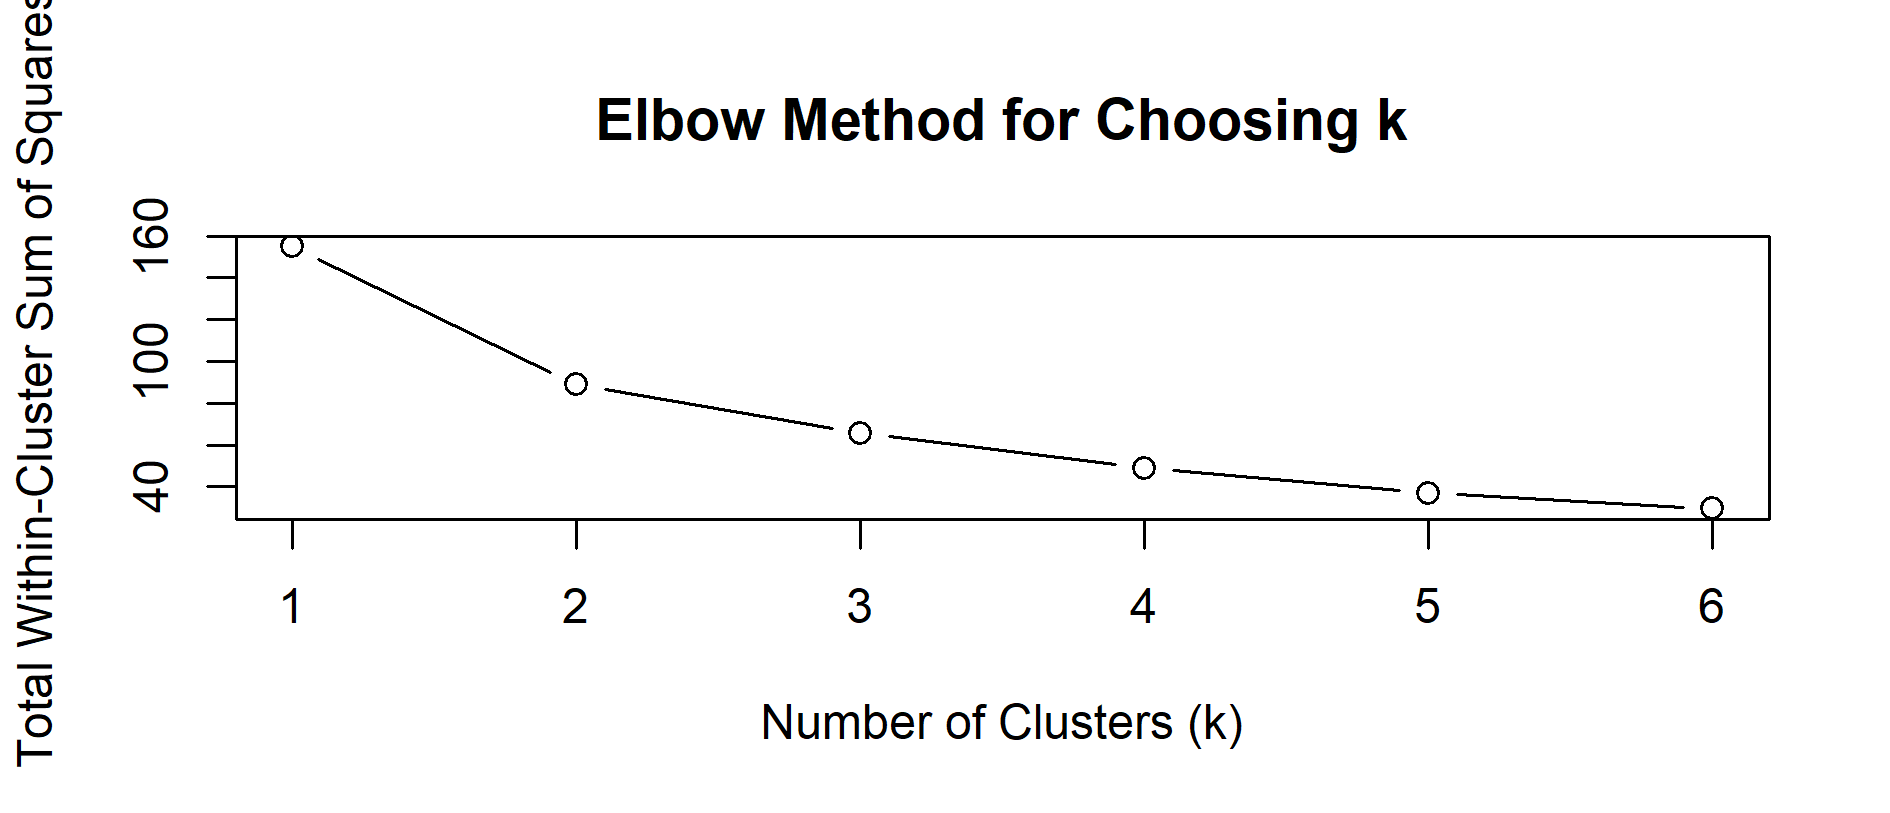 Elbow Method for Choosing k
Total Within-Cluster Sum of Squares
160
100
40
1 2 3 4 5 6
Number of Clusters (k)